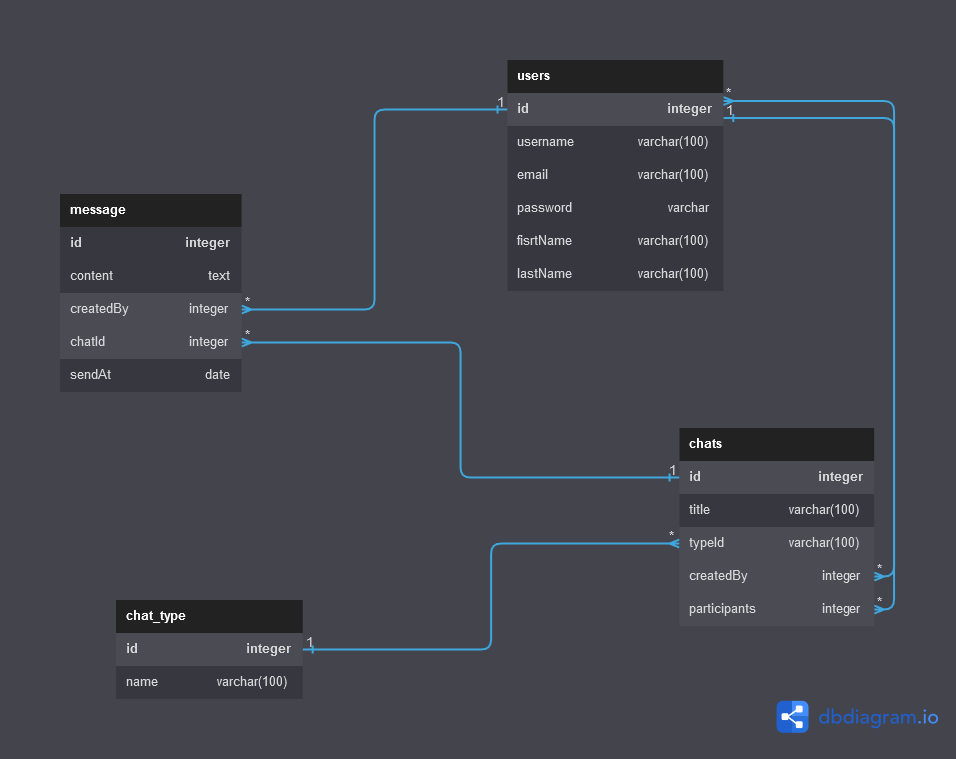 users
id integer
username varchar(100)
email varchar(100)
password varchar
fisrtName varchar(100)
lastName varchar(100)
* 
1
1
message
id integer
content text
createdBy integer
chatId integer
sendAt date
*
*
chats
id integer
title varchar(100)
typeId varchar(100)
createdBy integer
participants integer
1
*
*
*
chat_type
id integer
name varchar(100)
1
dbdiagram.io